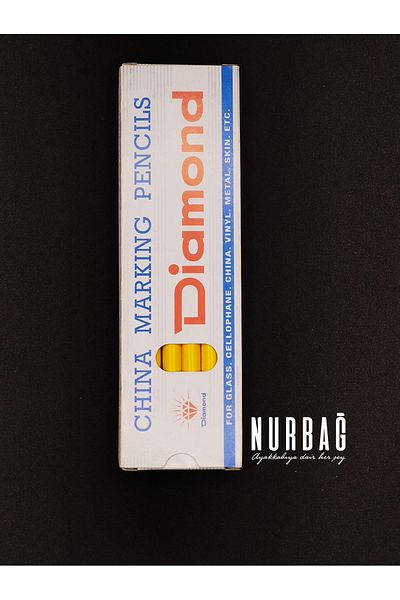 CHINA MARKING PENCILS
Diamond
FOR GLASS, CELLOPHANE, CHINA, VINYL, METAL, SKIN, ETC.
Diamond
NURBAĞ
Ayakkabıya dair her şey